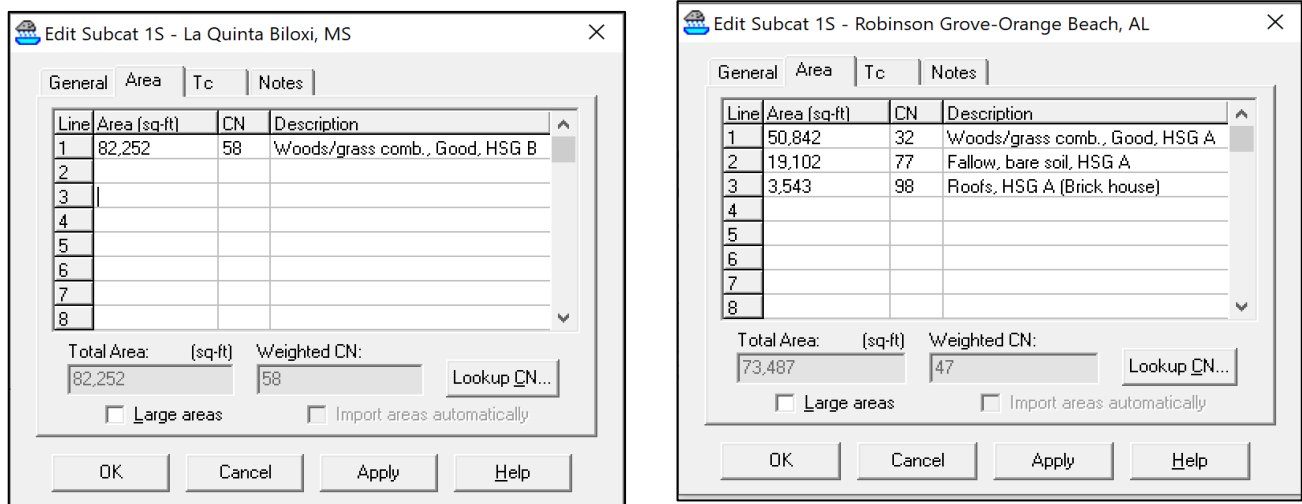 Edit Subcat 1S - La Quinta Biloxi, MS
General Area Tc Notes
Line Area (sq-ft) CN Description
1 82,252 58 Woods/grass comb., Good, HSG B
2
3
4
5
6
7
8
Total Area: (sq-ft) Weighted CN:
82,252 58 Lookup CN...
Large areas Import areas automatically
OK Cancel Apply Help
Edit Subcat 1S - Robinson Grove-Orange Beach, AL
General Area Tc Notes
Line Area (sq-ft) CN Description
1 50,842 32 Woods/grass comb., Good, HSG A
2 19,102 77 Fallow, bare soil, HSG A
3 3,543 98 Roofs, HSG A (Brick house)
4
5
6
7
8
Total Area: (sq-ft) Weighted CN:
73,487 47 Lookup CN...
Large areas Import areas automatically
OK Cancel Apply Help